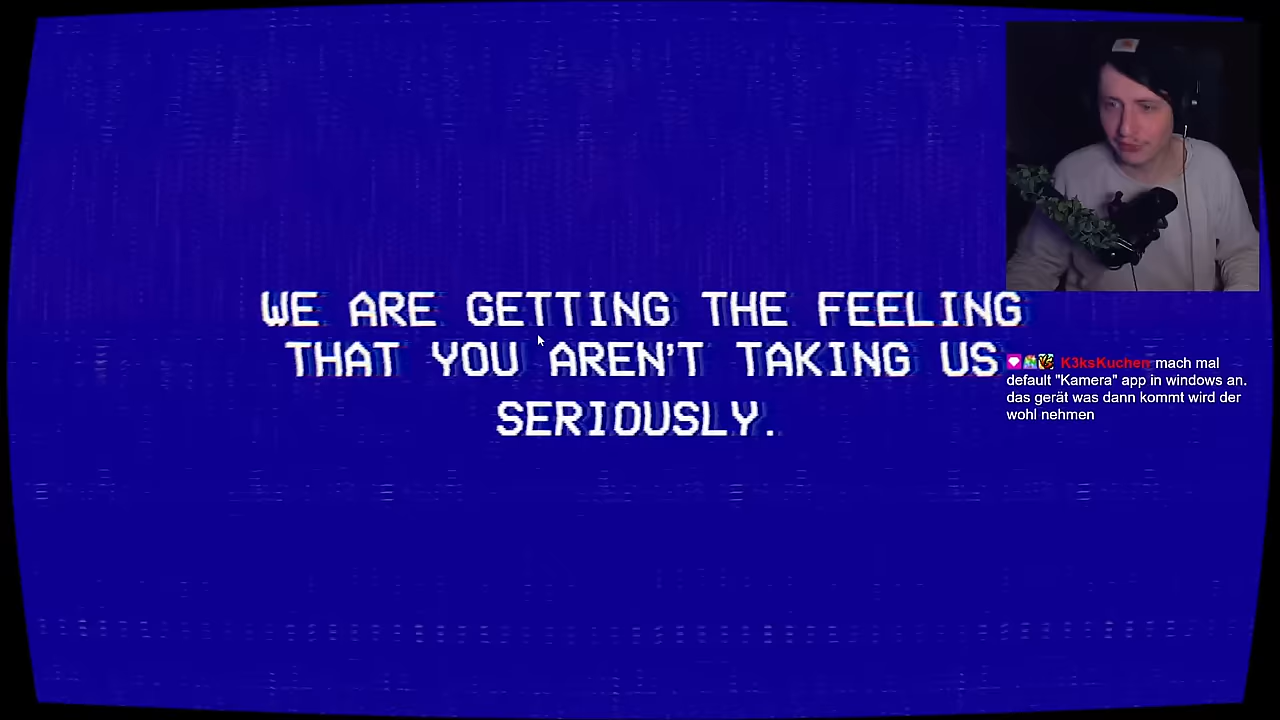 WE ARE GETTING THE FEELING
THAT YOU AREN'T TAKING US
SERIOUSLY.
K3ksKuchen mach mal
default "Kamera" app in windows an.
das gerät was dann kommt wird der
wohl nehmen